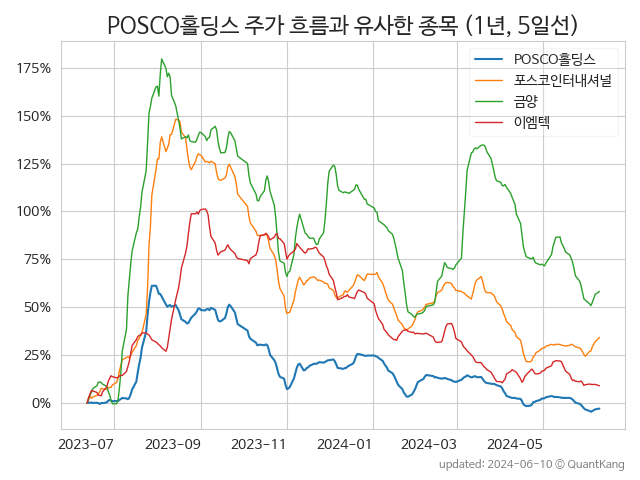 POSCO홀딩스 주가 흐름과 유사한 종목 (1년, 5일선)
POSCO홀딩스
포스코인터내셔널
금양
이엠텍
175%
150%
125%
100%
75%
50%
25%
0%
2023-07 2023-09 2023-11 2024-01 2024-03 2024-05
updated: 2024-06-10 © QuantKang